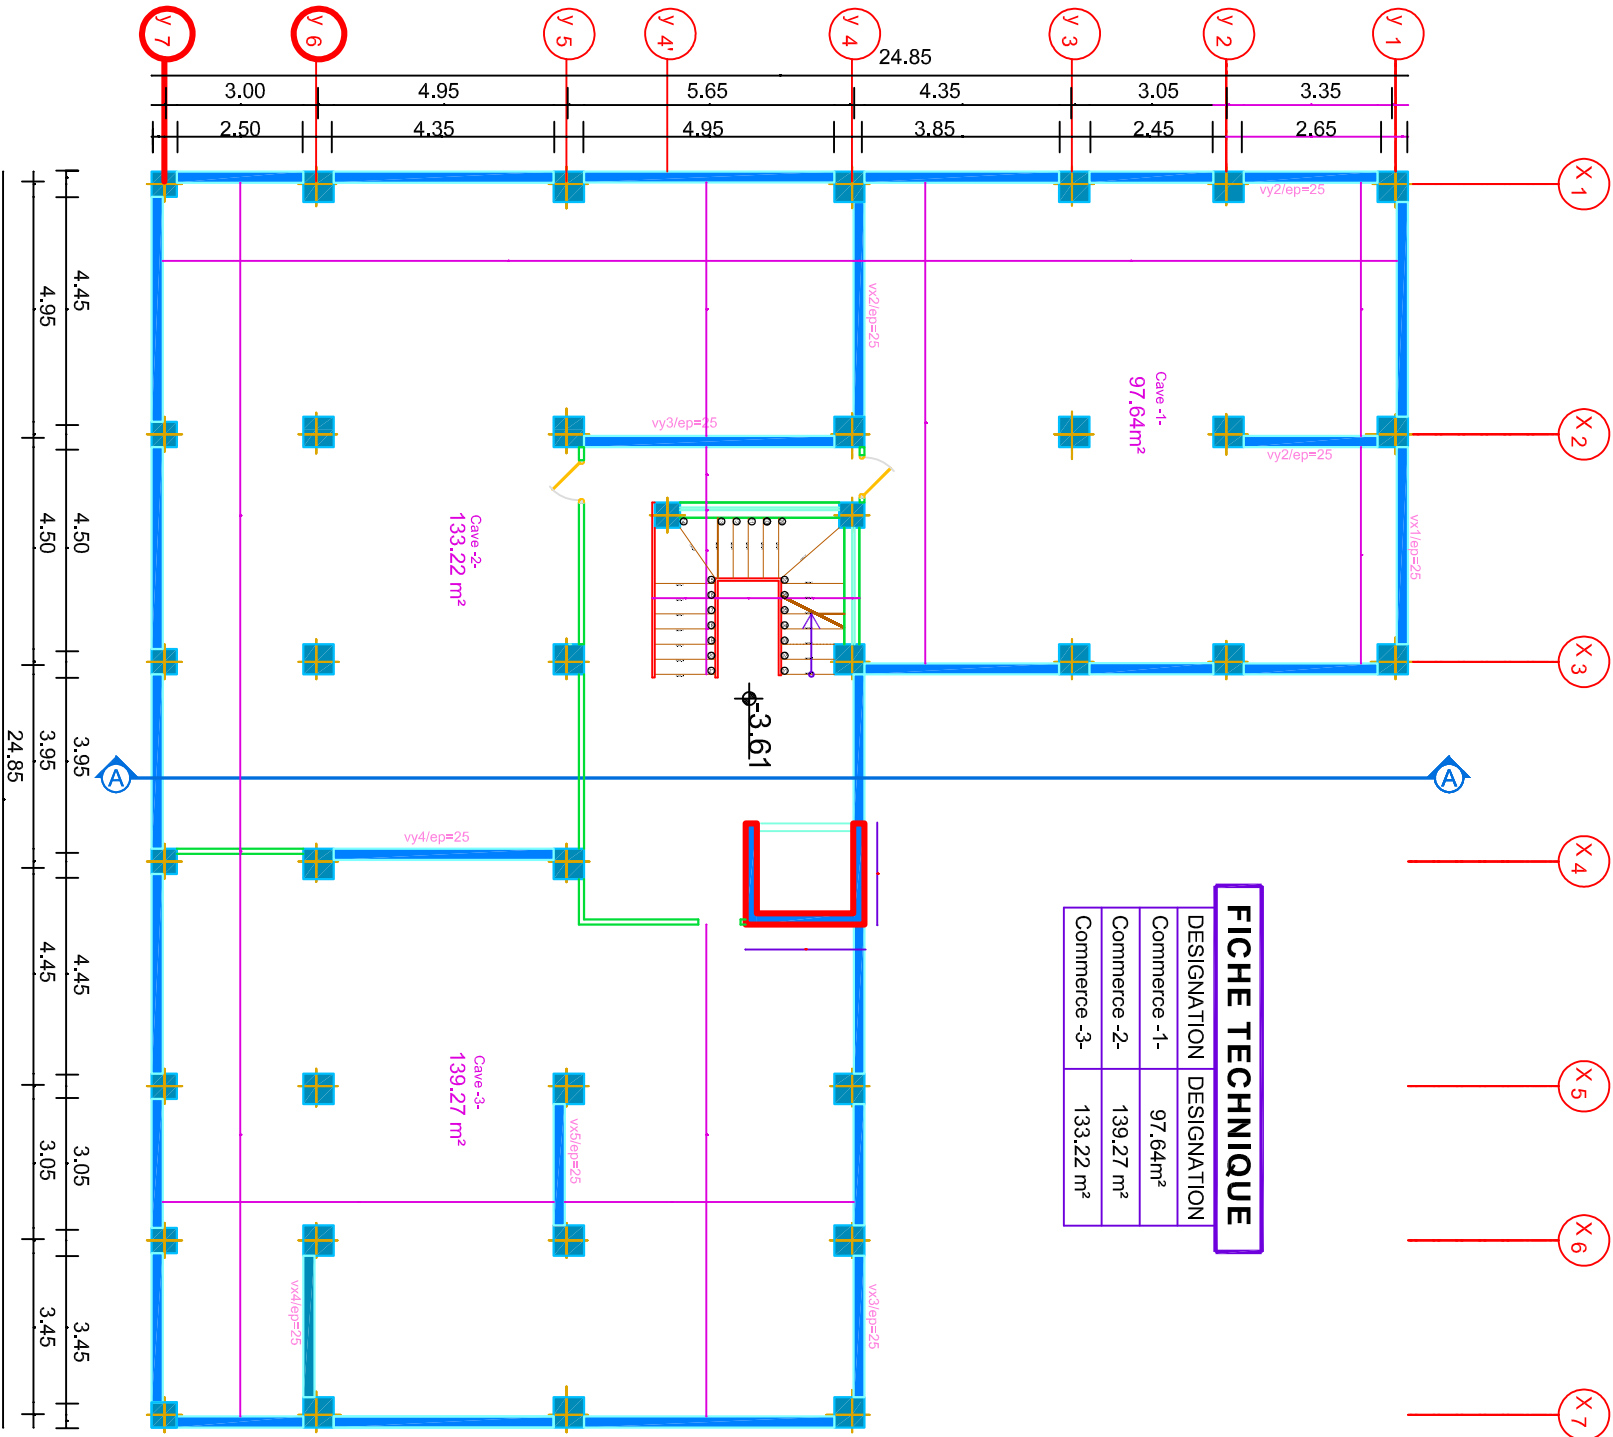 y 7
y 6
y 5
y 4'
y 4
y 3
y 2
y 1
24.85
3.00
4.95
5.65
4.35
3.05
3.35
2.50
4.35
4.95
3.85
2.45
2.65
X 1
X 2
X 3
X 4
X 5
X 6
X 7
vy2/ep=25
vx2/ep=25
Cave -1-
97.64m²
vy3/ep=25
vy2/ep=25
vx1/ep=25
Cave -2-
133.22 m²
-3.61
A
A
vy4/ep=25
FICHE TECHNIQUE
DESIGNATION DESIGNATION
Commerce -1- 97.64m²
Commerce -2- 139.27 m²
Commerce -3- 133.22 m²
Cave -3-
139.27 m²
vx5/ep=25
vx4/ep=25
vx3/ep=25
4.45
4.50
3.95
4.45
3.05
3.45
4.95
4.50
3.95
4.45
3.05
3.45
24.85